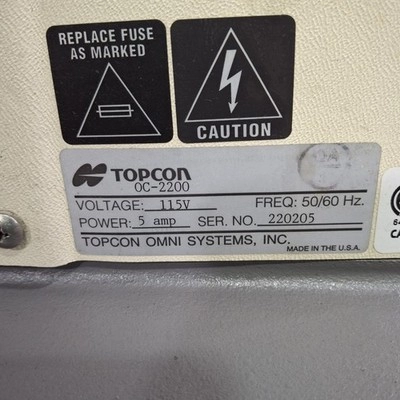 REPLACE FUSE
AS MARKED
CAUTION
TOPCON
OC-2200
VOLTAGE: 115V FREQ: 50/60 Hz.
POWER: 5 amp SER. NO. 220205
TOPCON OMNI SYSTEMS, INC.
MADE IN THE U.S.A.